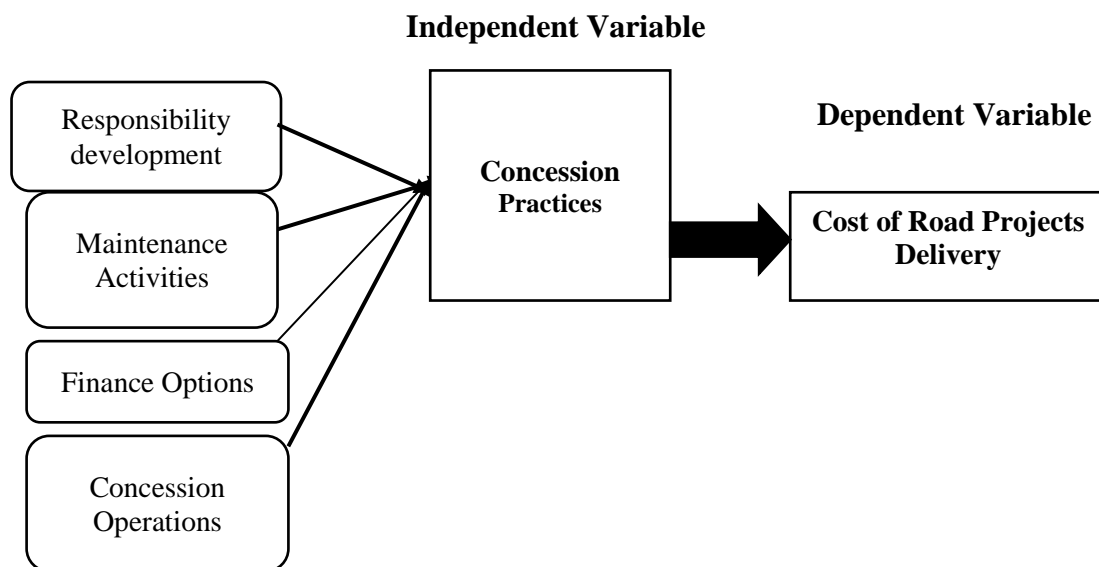 Independent Variable
Responsibility
development
Maintenance
Activities
Finance Options
Concession
Operations
Concession
Practices
Dependent Variable
Cost of Road Projects
Delivery